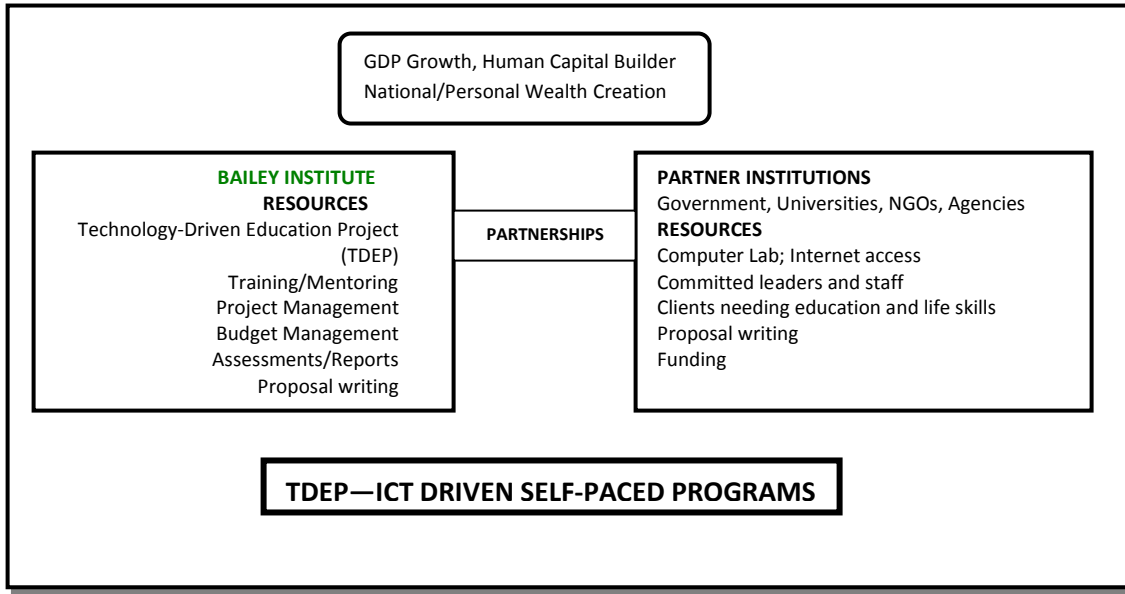 GDP Growth, Human Capital Builder
National/Personal Wealth Creation
BAILEY INSTITUTE
RESOURCES
Technology-Driven Education Project
(TDEP)
Training/Mentoring
Project Management
Budget Management
Assessments/Reports
Proposal writing
PARTNERSHIPS
PARTNER INSTITUTIONS
Government, Universities, NGOs, Agencies
RESOURCES
Computer Lab; Internet access
Committed leaders and staff
Clients needing education and life skills
Proposal writing
Funding
TDEP—ICT DRIVEN SELF-PACED PROGRAMS